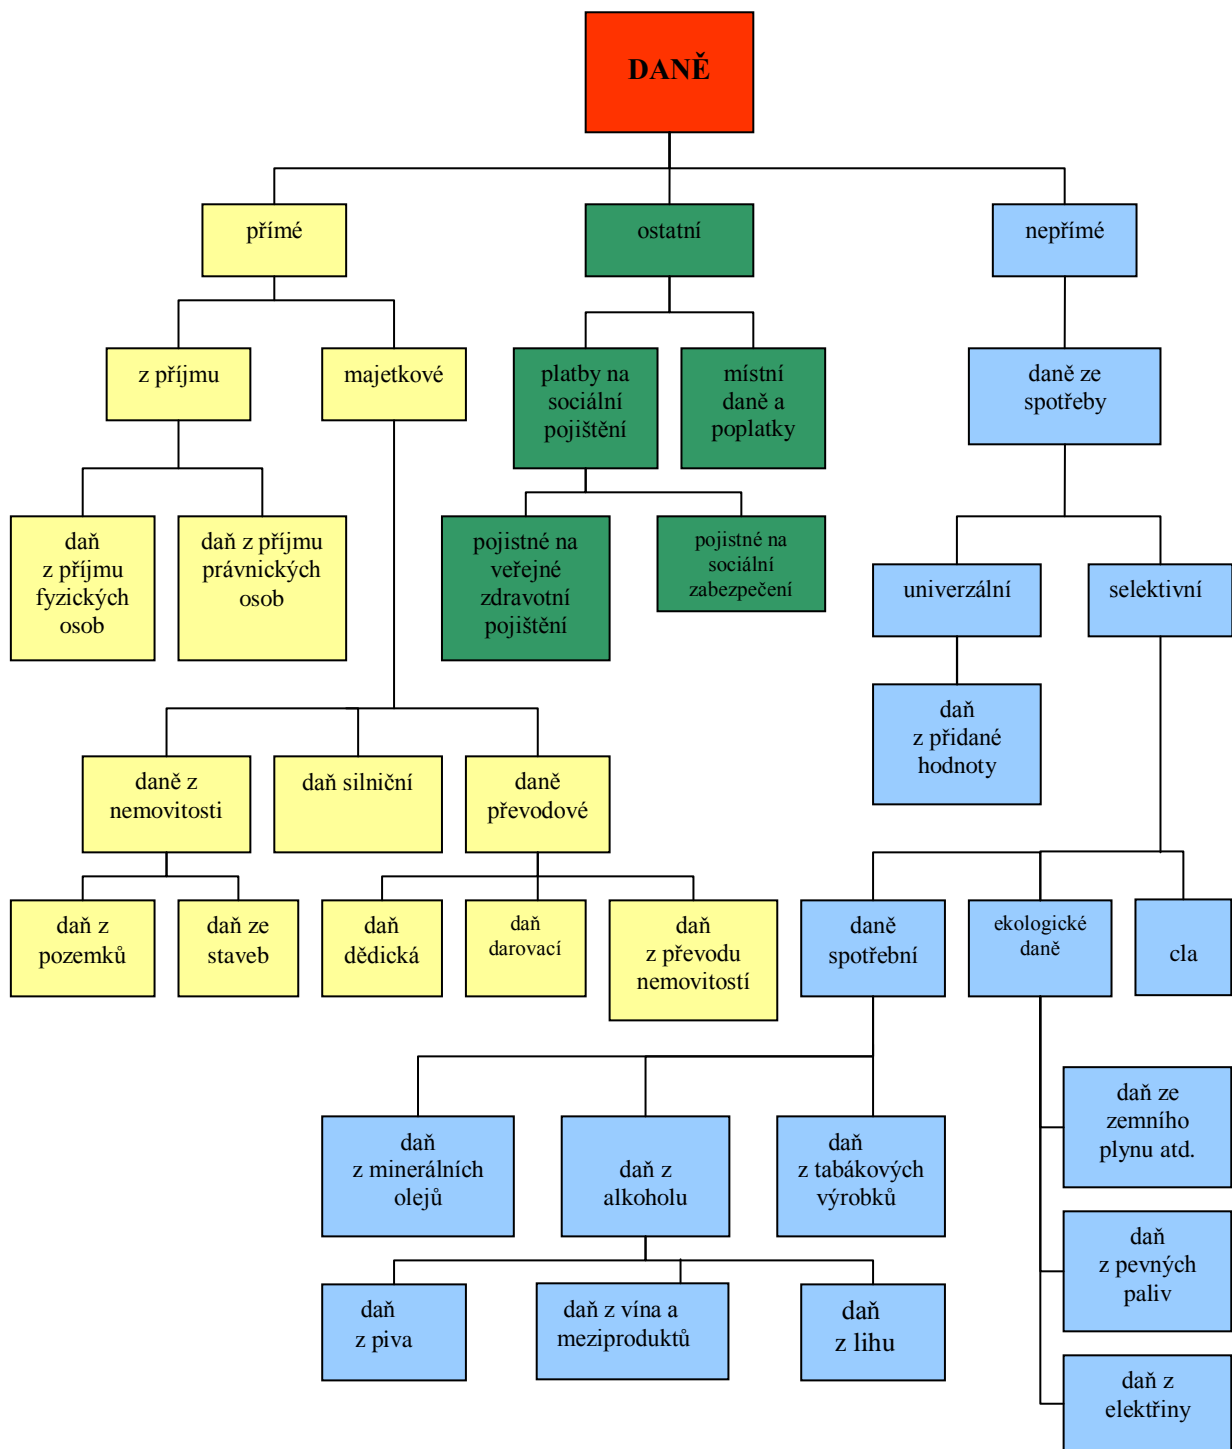 DANĚ
přímé
ostatní
nepřímé
z příjmu
majetkové
platby na
sociální
pojištění
místní
daně a
poplatky
daně ze
spotřeby
daň
z příjmu
fyzických
osob
daň z příjmu
právnických
osob
pojistné na
veřejné
zdravotní
pojištění
pojistné na
sociální
zabezpečení
univerzální
selektivní
daň
z přidané
hodnoty
daně z
nemovitosti
daň silniční
daně
převodové
daň z
pozemků
daň ze
staveb
daň
dědická
daň
darovací
daň
z převodu
nemovitostí
daně
spotřební
ekologické
daně
cla
daň
z minerálních
olejů
daň z
alkoholu
daň
z tabákových
výrobků
daň ze
zemního
plynu atd.
daň
z pevných
paliv
daň z
elektřiny
daň
z piva
daň z vína a
meziproduktů
daň
z lihu